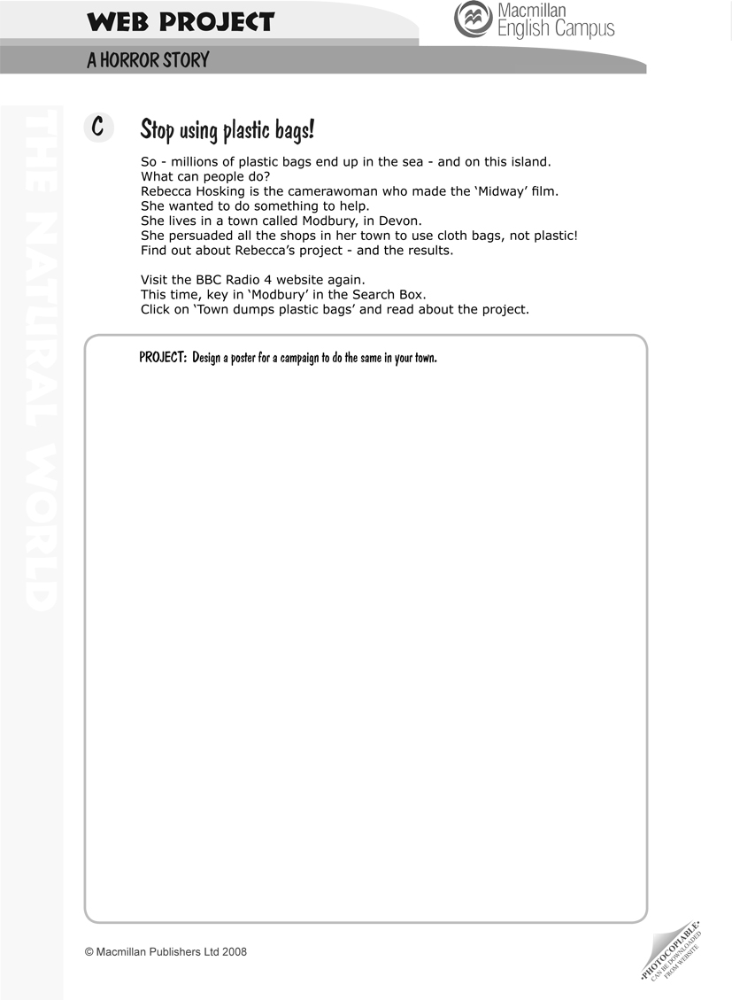 WEB PROJECT
Macmillan
English Campus
A HORROR STORY
THE NATURAL WORLD
C
Stop using plastic bags!
So - millions of plastic bags end up in the sea - and on this island.
What can people do?
Rebecca Hosking is the camerawoman who made the ‘Midway’ film.
She wanted to do something to help.
She lives in a town called Modbury, in Devon.
She persuaded all the shops in her town to use cloth bags, not plastic!
Find out about Rebecca’s project - and the results.
Visit the BBC Radio 4 website again.
This time, key in ‘Modbury’ in the Search Box.
Click on ‘Town dumps plastic bags’ and read about the project.
PROJECT: Design a poster for a campaign to do the same in your town.
© Macmillan Publishers Ltd 2008
•PHOTOCOPIABLE•
CAN BE DOWNLOADED
FROM WEBSITE